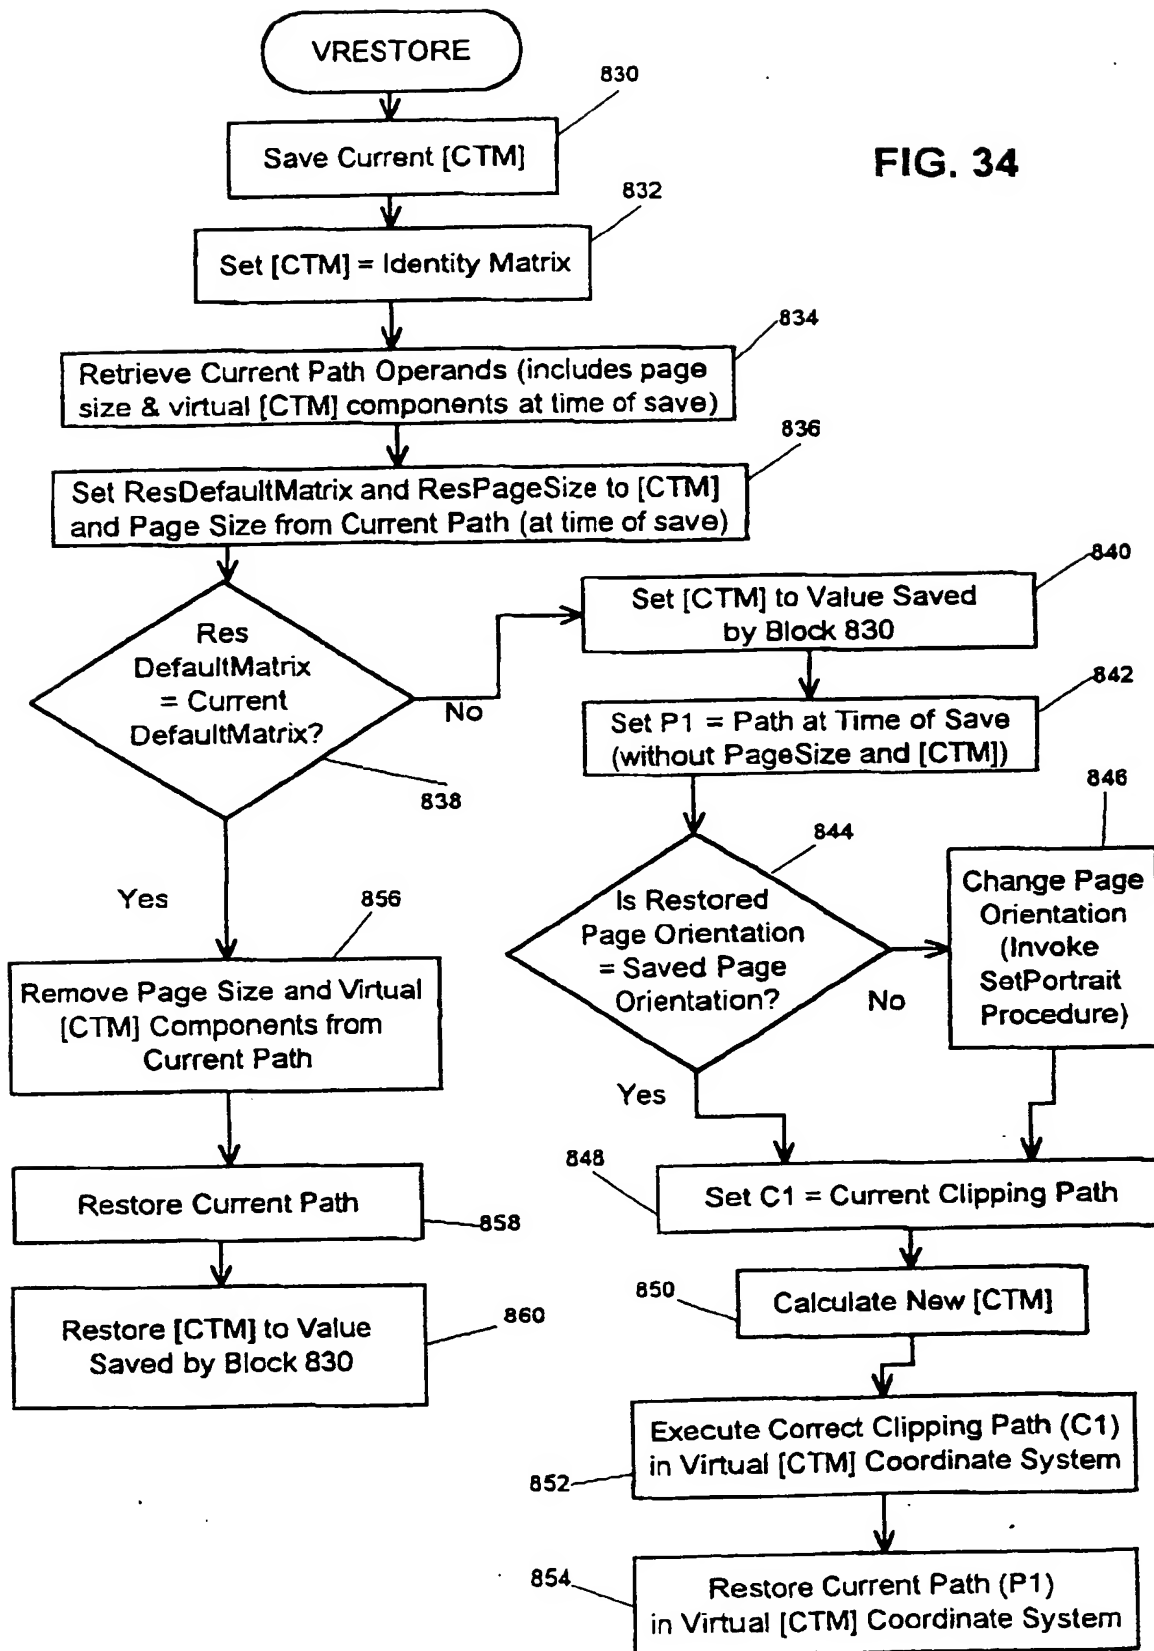 VRESTORE
830
Save Current [CTM]
FIG. 34
832
Set [CTM] = Identity Matrix
834
Retrieve Current Path Operands (includes page
size & virtual [CTM] components at time of save)
836
Set ResDefaultMatrix and ResPageSize to [CTM]
and Page Size from Current Path (at time of save)
Res
DefaultMatrix
= Current
DefaultMatrix?
No
838
840
Set [CTM] to Value Saved
by Block 830
842
Set P1 = Path at Time of Save
(without PageSize and [CTM])
844
Is Restored
Page Orientation
= Saved Page
Orientation?
No
846
Change Page
Orientation
(Invoke
SetPortrait
Procedure)
Yes
Yes
856
Remove Page Size and Virtual
[CTM] Components from
Current Path
Restore Current Path
858
Restore [CTM] to Value
Saved by Block 830
860
848
Set C1 = Current Clipping Path
850
Calculate New [CTM]
Execute Correct Clipping Path (C1)
in Virtual [CTM] Coordinate System
852
854
Restore Current Path (P1)
in Virtual [CTM] Coordinate System